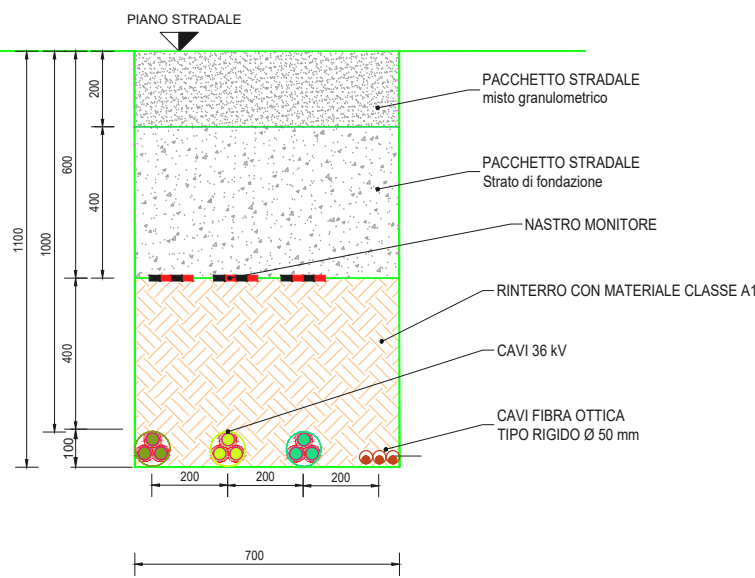 PIANO STRADALE
200
PACCHETTO STRADALE
misto granulometrico
600
400
PACCHETTO STRADALE
Strato di fondazione
1100
1000
NASTRO MONITORE
RINTERRO CON MATERIALE CLASSE A1
400
CAVI 36 kV
100
CAVI FIBRA OTTICA
TIPO RIGIDO Ø 50 mm
200
200
200
700